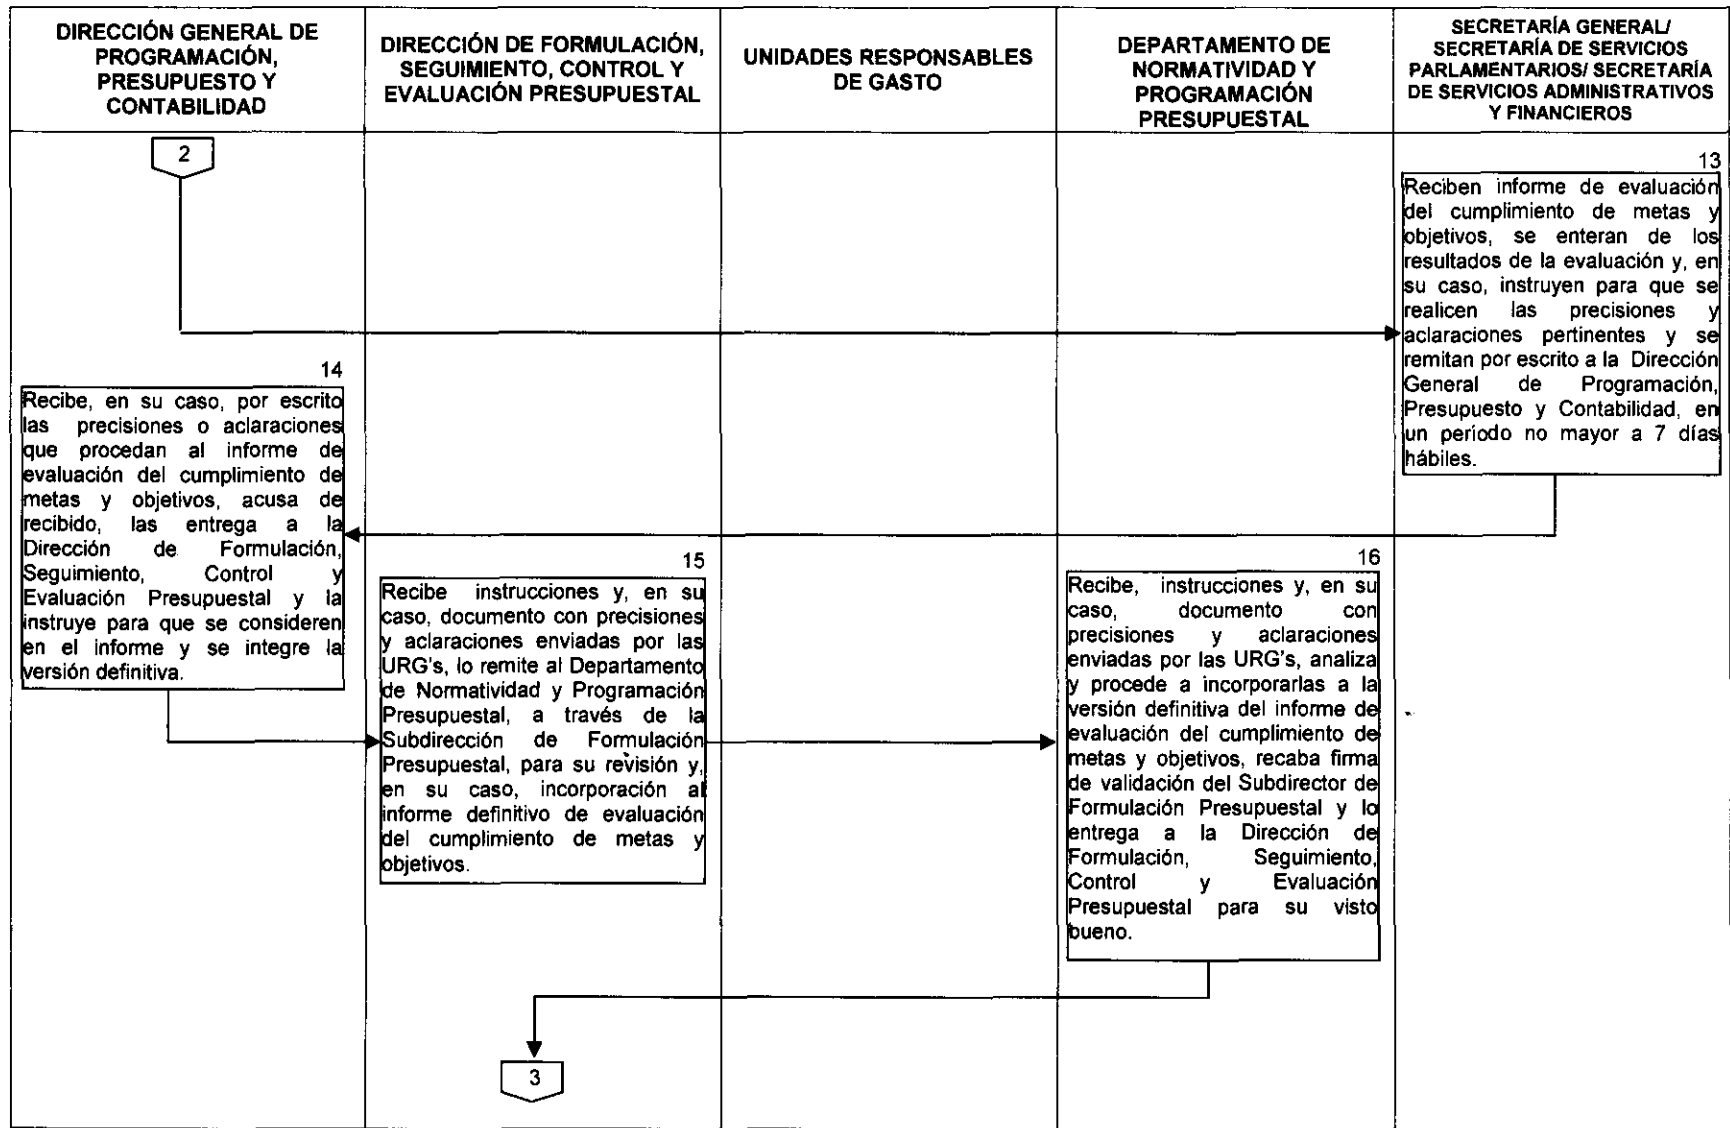 DIRECCIÓN GENERAL DE
PROGRAMACIÓN,
PRESUPUESTO Y
CONTABILIDAD
DIRECCIÓN DE FORMULACIÓN,
SEGUIMIENTO, CONTROL Y
EVALUACIÓN PRESUPUESTAL
UNIDADES RESPONSABLES
DE GASTO
DEPARTAMENTO DE
NORMATIVIDAD Y
PROGRAMACIÓN
PRESUPUESTAL
SECRETARÍA GENERAL/
SECRETARÍA DE SERVICIOS
PARLAMENTARIOS/ SECRETARÍA
DE SERVICIOS ADMINISTRATIVOS
Y FINANCIEROS
2
13
Reciben informe de evaluación
del cumplimiento de metas y
objetivos, se enteran de los
resultados de la evaluación y, en
su caso, instruyen para que se
realicen las precisiones y
aclaraciones pertinentes y se
remitan por escrito a la Dirección
General de Programación,
Presupuesto y Contabilidad, en
un período no mayor a 7 días
hábiles.
14
Recibe, en su caso, por escrito
las precisiones o aclaraciones
que procedan al informe de
evaluación del cumplimiento de
metas y objetivos, acusa de
recibido, las entrega a la
Dirección de Formulación,
Seguimiento, Control y
Evaluación Presupuestal y la
instruye para que se consideren
en el informe y se integre la
versión definitiva.
15
Recibe instrucciones y, en su
caso, documento con precisiones
y aclaraciones enviadas por las
URG's, lo remite al Departamento
de Normatividad y Programación
Presupuestal, a través de la
Subdirección de Formulación
Presupuestal, para su revisión y,
en su caso, incorporación al
informe definitivo de evaluación
del cumplimiento de metas y
objetivos.
16
Recibe, instrucciones y, en su
caso, documento con
precisiones y aclaraciones
enviadas por las URG's, analiza
y procede a incorporarlas a la
versión definitiva del informe de
evaluación del cumplimiento de
metas y objetivos, recaba firma
de validación del Subdirector de
Formulación Presupuestal y lo
entrega a la Dirección de
Formulación, Seguimiento,
Control y Evaluación
Presupuestal para su visto
bueno.
3